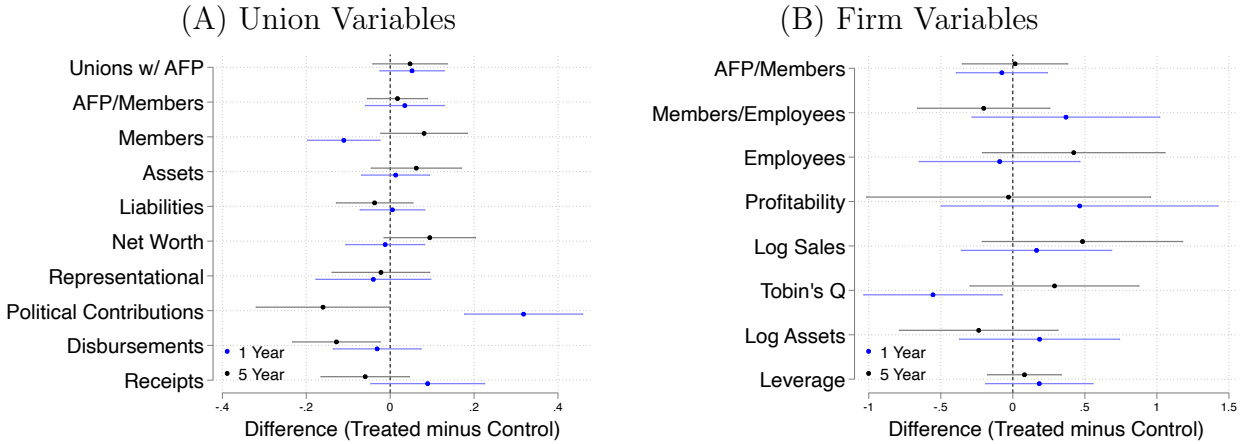 (A) Union Variables
Unions w/ AFP
AFP/Members
Members
Assets
Liabilities
Net Worth
Representational
Political Contributions
Disbursements
Receipts
1 Year
5 Year
-.4 -.2 0 .2 .4
Difference (Treated minus Control)
(B) Firm Variables
AFP/Members
Members/Employees
Employees
Profitability
Log Sales
Tobin's Q
Log Assets
Leverage
1 Year
5 Year
-1 -.5 0 .5 1 1.5
Difference (Treated minus Control)